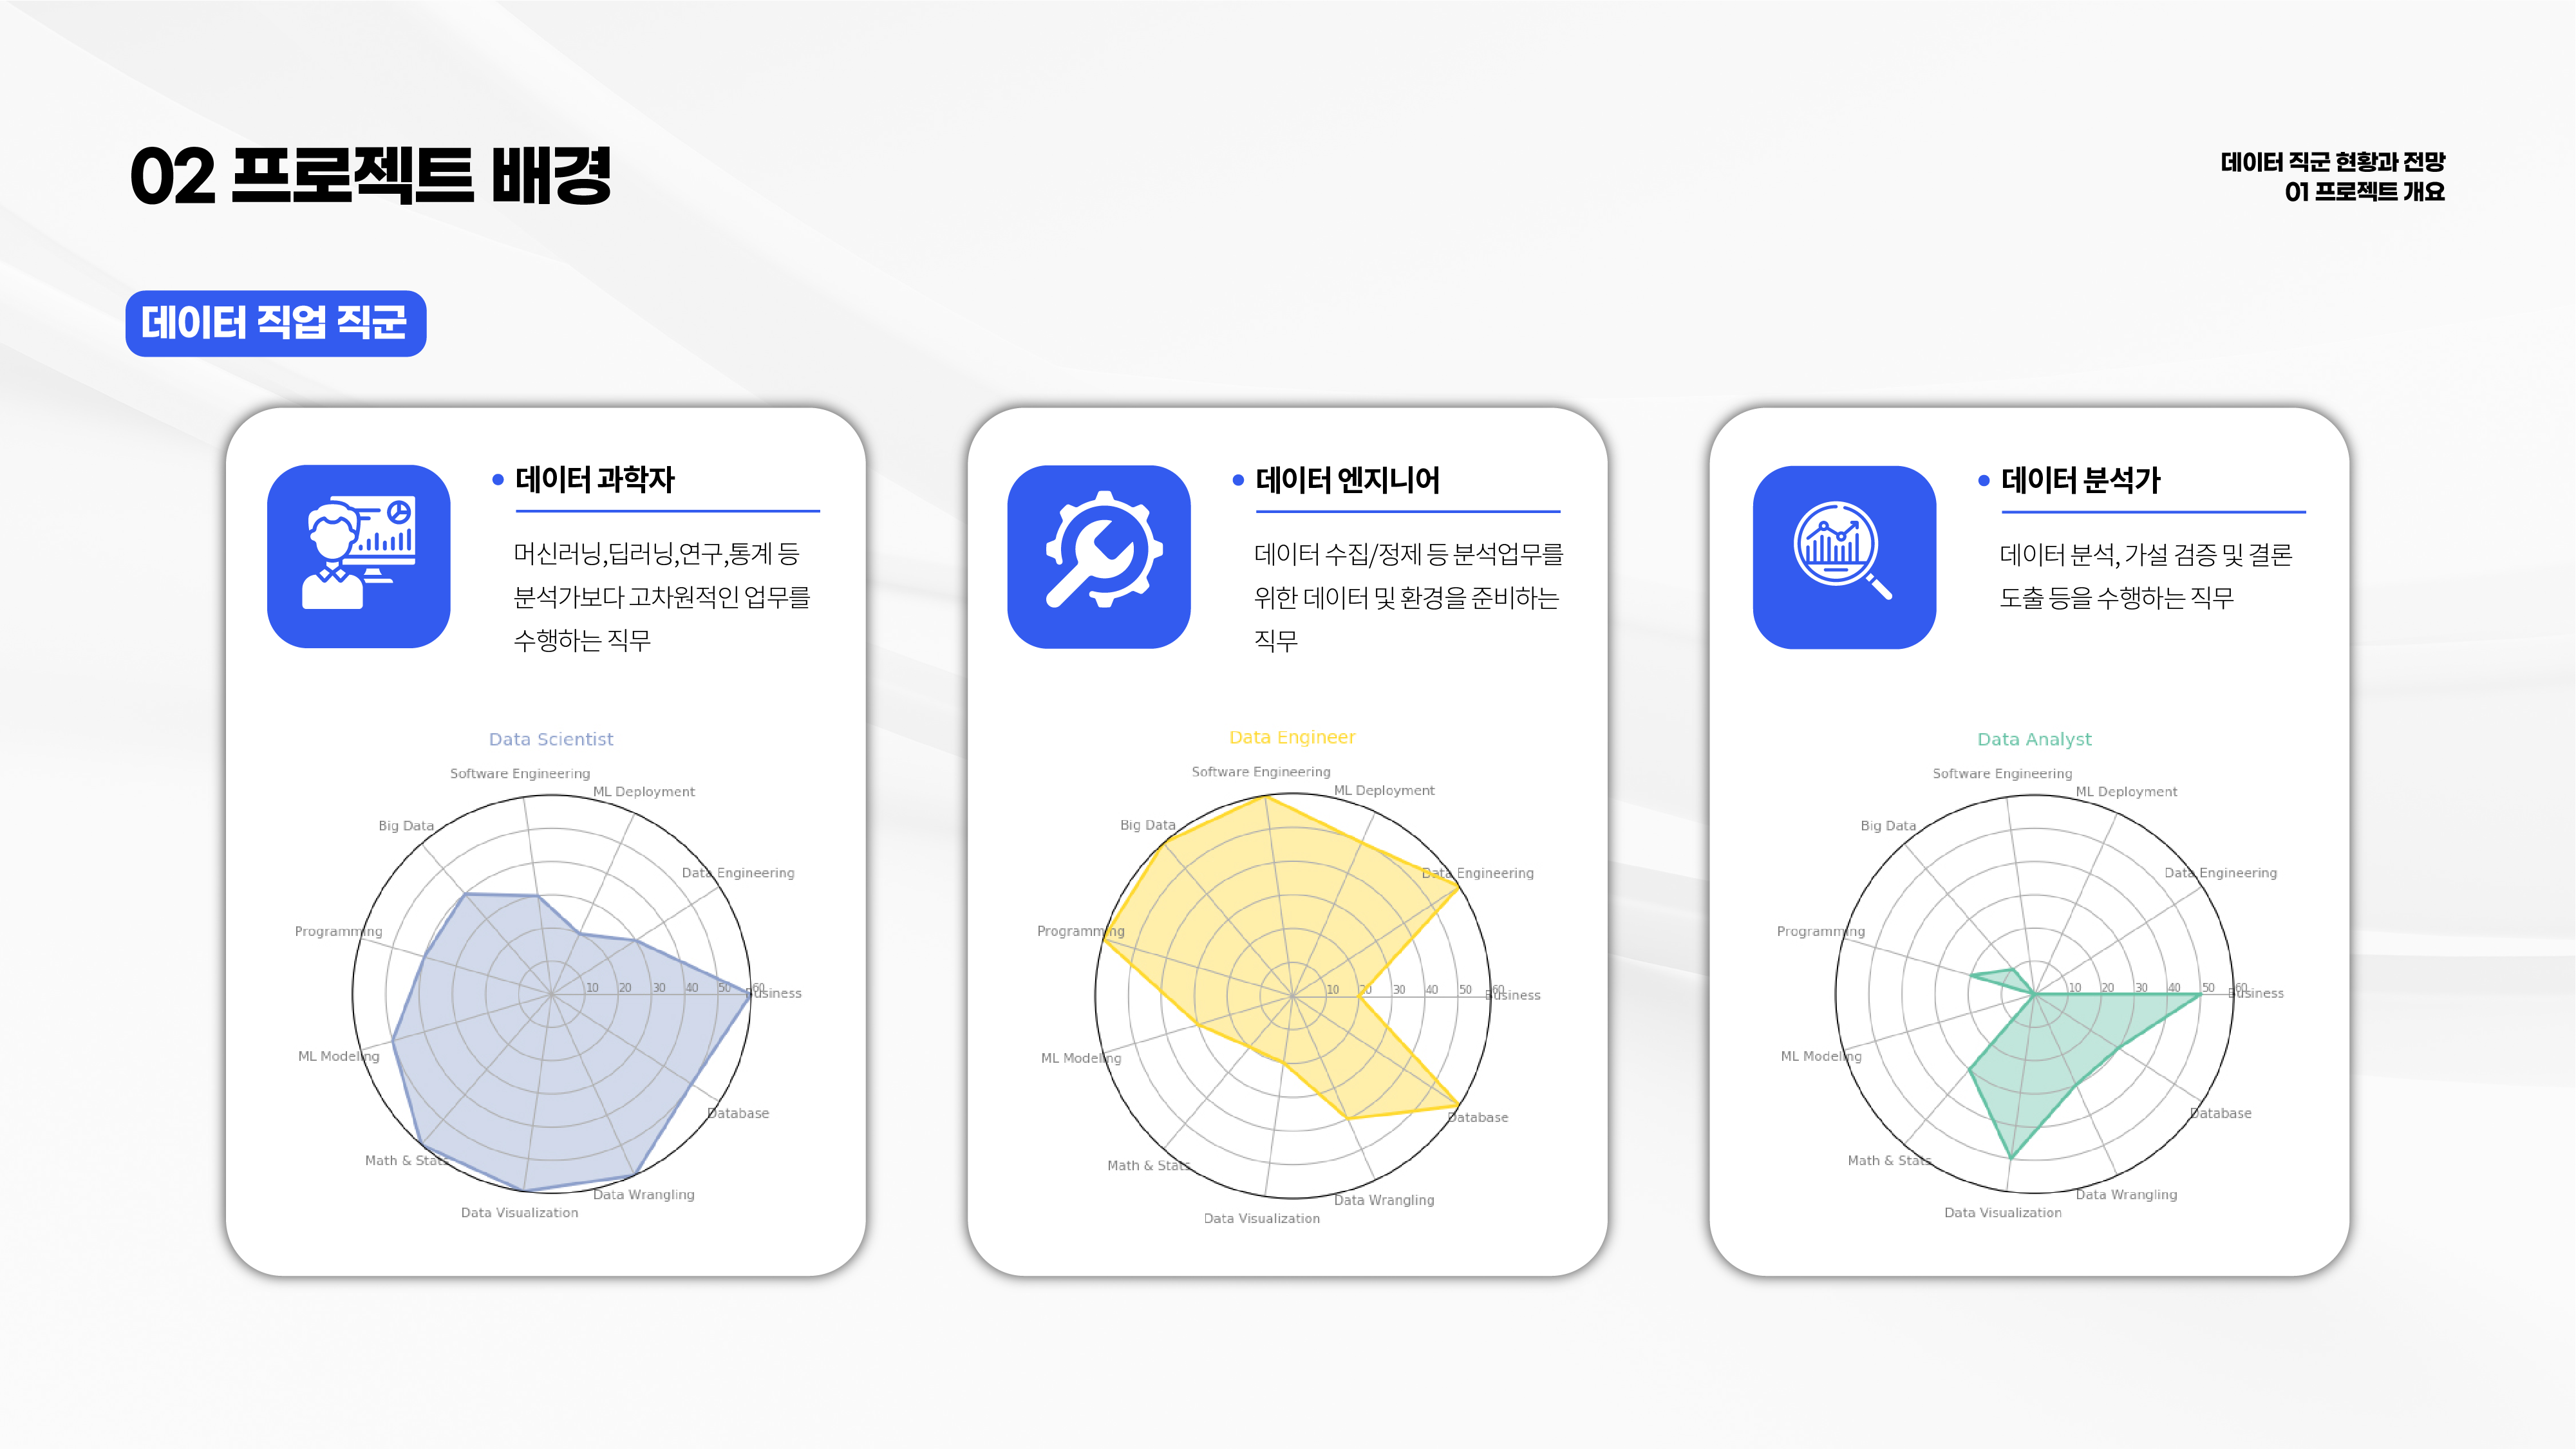 02 프로젝트 배경
데이터 직군 현황과 전망
01 프로젝트 개요
데이터 직업 직군
데이터 과학자
머신러닝,딥러닝,연구,통계 등
분석가보다 고차원적인 업무를
수행하는 직무
Data Scientist
Software Engineering
ML Deployment
Big Data
Data Engineering
Programming
10 20 30 40 50 60
Business
ML Modeling
Database
Math & Stats
Data Wrangling
Data Visualization
데이터 엔지니어
데이터 수집/정제 등 분석업무를
위한 데이터 및 환경을 준비하는
직무
Data Engineer
Software Engineering
ML Deployment
Big Data
Data Engineering
Programming
10 20 30 40 50 60
Business
ML Modeling
Database
Math & Stats
Data Wrangling
Data Visualization
데이터 분석가
데이터 분석, 가설 검증 및 결론
도출 등을 수행하는 직무
Data Analyst
Software Engineering
ML Deployment
Big Data
Data Engineering
Programming
10 20 30 40 50 60
Business
ML Modeling
Database
Math & Stats
Data Wrangling
Data Visualization